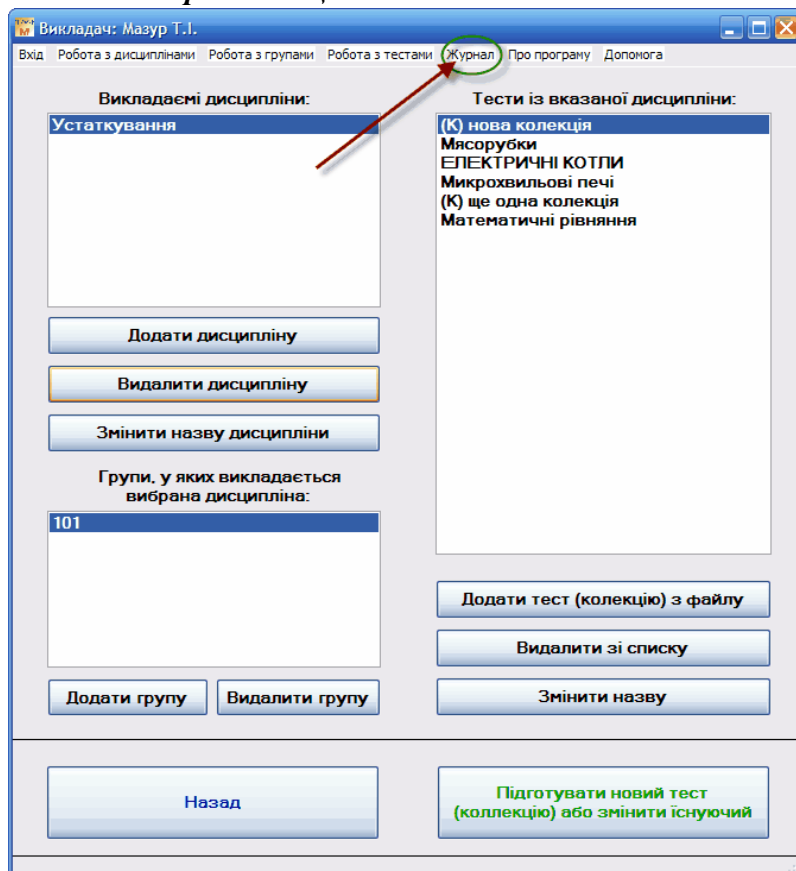 Викладач: Мазур Т.І.
Вхід Робота з дисциплінами Робота з групами Робота з тестами Журнал Про програму Допомога
Викладаємі дисципліни:
Устаткування
Додати дисципліну
Видалити дисципліну
Змінити назву дисципліни
Групи, у яких викладається
вибрана дисципліна:
101
Додати групу Видалити групу
Тести із вказаної дисципліни:
(К) нова колекція
Мясорубки
ЕЛЕКТРИЧНІ КОТЛИ
Микрохвильові печі
(К) ще одна колекція
Математичні рівняння
Додати тест (колекцію) з файлу
Видалити зі списку
Змінити назву
Назад
Підготувати новий тест
(коллекцію) або змінити їснуючий